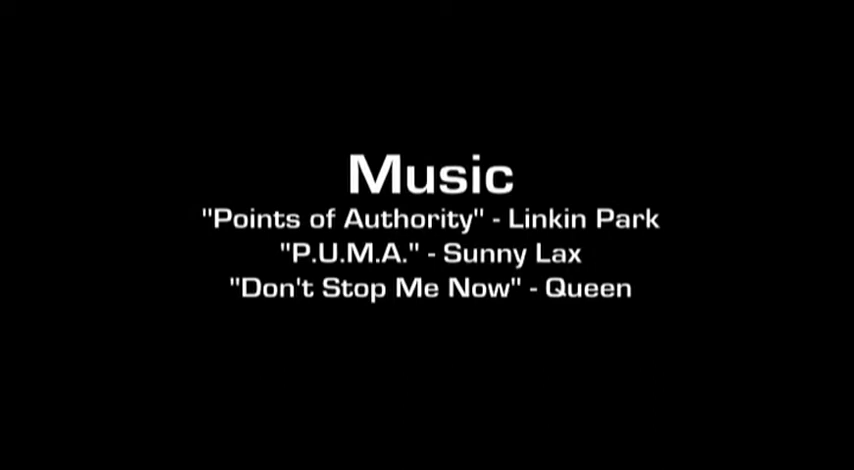 Music
"Points of Authority" - Linkin Park
"P.U.M.A." - Sunny Lax
"Don't Stop Me Now" - Queen